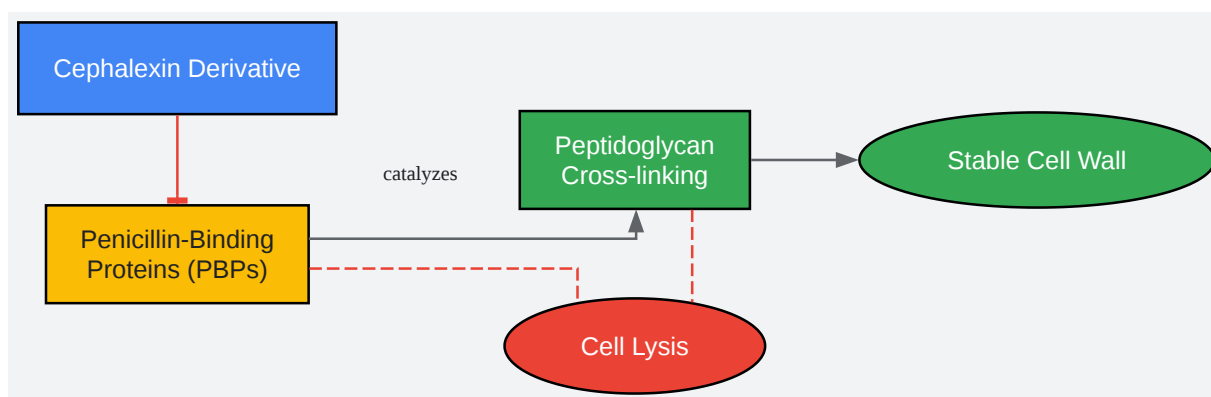 Cephalexin Derivative
catalyzes
Peptidoglycan
Cross-linking
Stable Cell Wall
Penicillin-Binding
Proteins (PBPs)
Cell Lysis